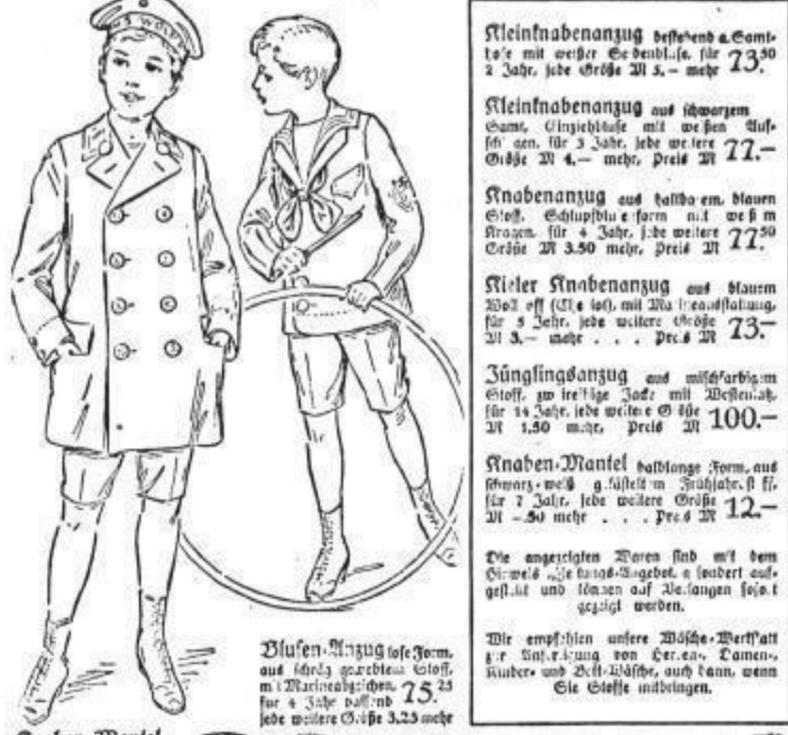 Kleinknabenanzug bestehend a. Samt-
hose mit weißer Seidenbluse, für
2 Jahr, jede Größe M 5.— mehr 73.50
Kleinknabenanzug aus schwarzem
Samt, Einziehbluse mit weißen Auf-
schlägen, für 3 Jahr, jede weitere
Größe M 4.— mehr, Preis M 77.—
Knabenanzug aus haltbarem, blauen
Stoff, Schlupfblusenform mit weißem
Kragen, für 4 Jahr, jede weitere
Größe M 3.50 mehr, Preis M 77.50
Kieler Knabenanzug aus blauem
Wollstoff (Cheviot), mit Marineausstattung,
für 5 Jahr, jede weitere Größe
M 3.— mehr . . . Preis M 73.—
Jünglingsanzug aus mischfarbigem
Stoff, zweireihige Jacke mit
für 14 Jahr, jede weitere Größe
M 1.50 mehr, Preis M 100.—
Knaben-Mantel halblange Form, aus
schwarz-weiß Frühjahrsstoff,
für 2 Jahr, jede weitere Größe
M -.50 mehr . . . Preis M 12.—
Die angezeigten Waren sind mit dem
Hinweis „Zeitungs-Angebot“ gesondert auf-
gestellt und können auf Verlangen sofort
gezeigt werden.
Wir empfehlen unsere Wäsche-Werkstatt
zur Anfertigung von Herren-, Damen-,
Kinder- und Bett-Wäsche, auch dann, wenn
Sie Stoffe mitbringen.
Blusen-Anzug lose Form,
aus schräg gewebtem Stoff,
mit Marineabzeichen,
für 4 Jahr passend 75.25
jede weitere Größe 3.25 mehr
Mantel